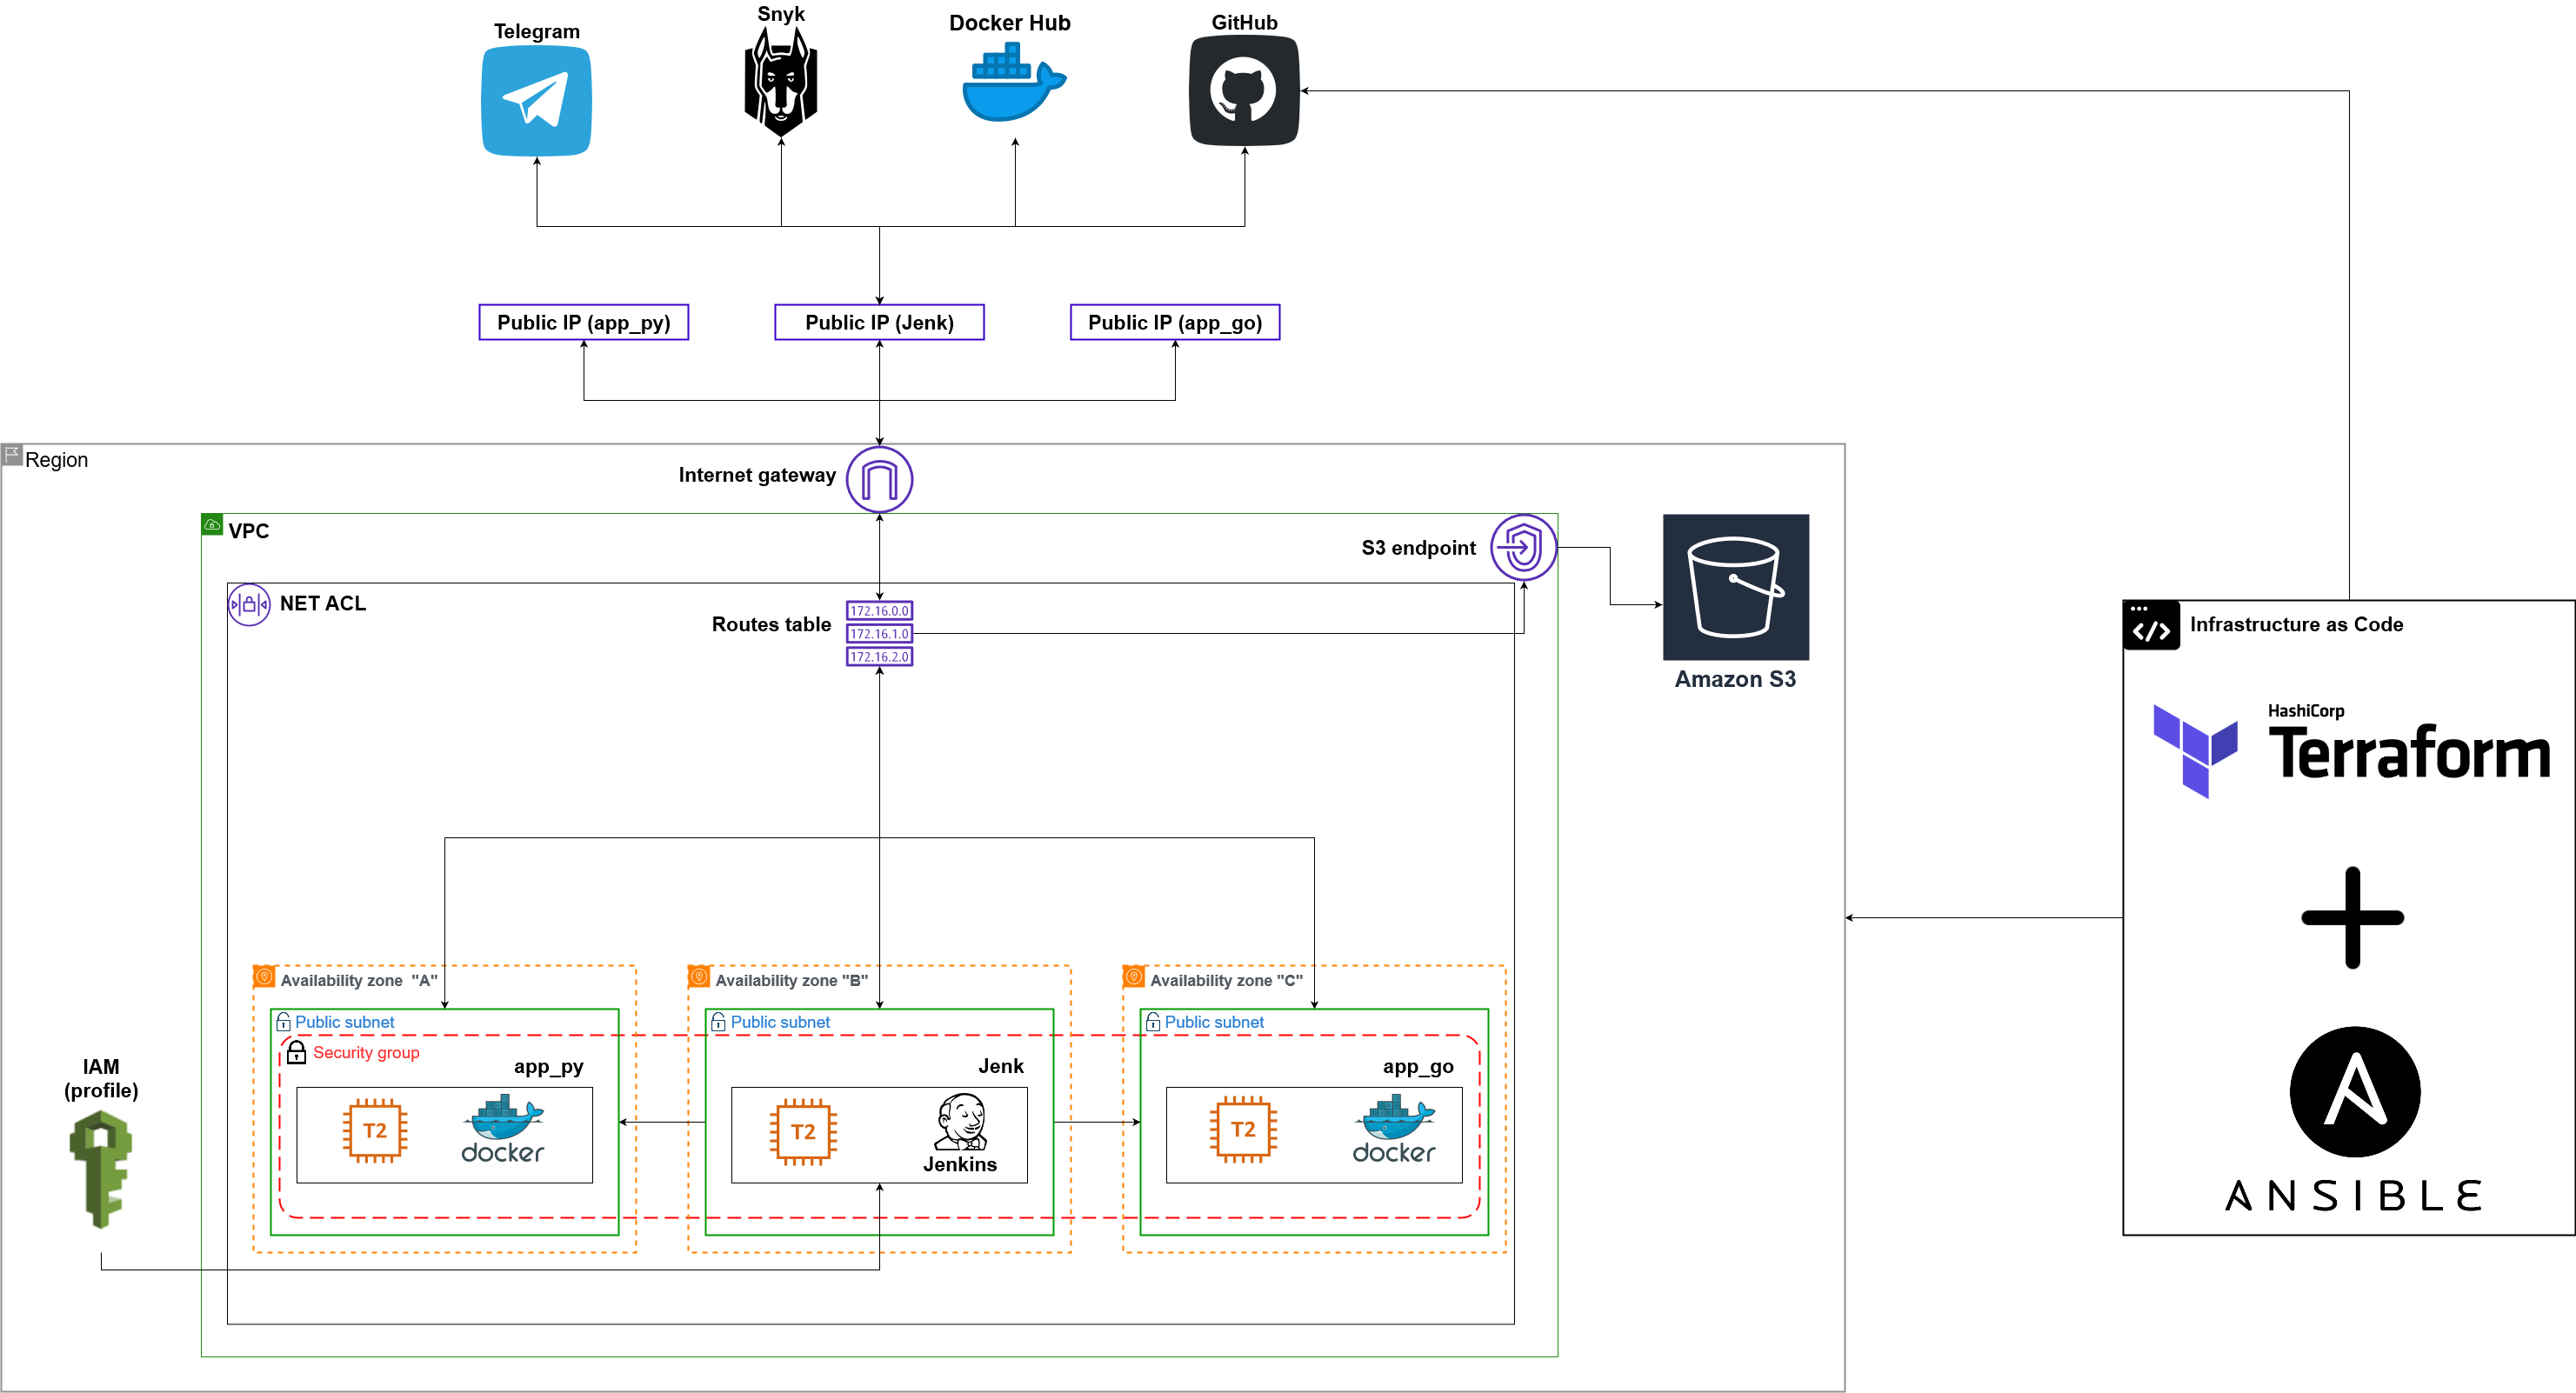 Telegram
Snyk
Docker Hub
GitHub
Public IP (app_py)
Public IP (Jenk)
Public IP (app_go)
Region
Internet gateway
VPC
S3 endpoint
NET ACL
Routes table
172.16.0.0
172.16.1.0
172.16.2.0
Amazon S3
Infrastructure as Code
HashiCorp
Terraform
ANSIBLE
Availability zone "A"
Availability zone "B"
Availability zone "C"
Public subnet
Public subnet
Public subnet
Security group
app_py
Jenk
app_go
T2
docker
T2
Jenkins
T2
docker
IAM
(profile)